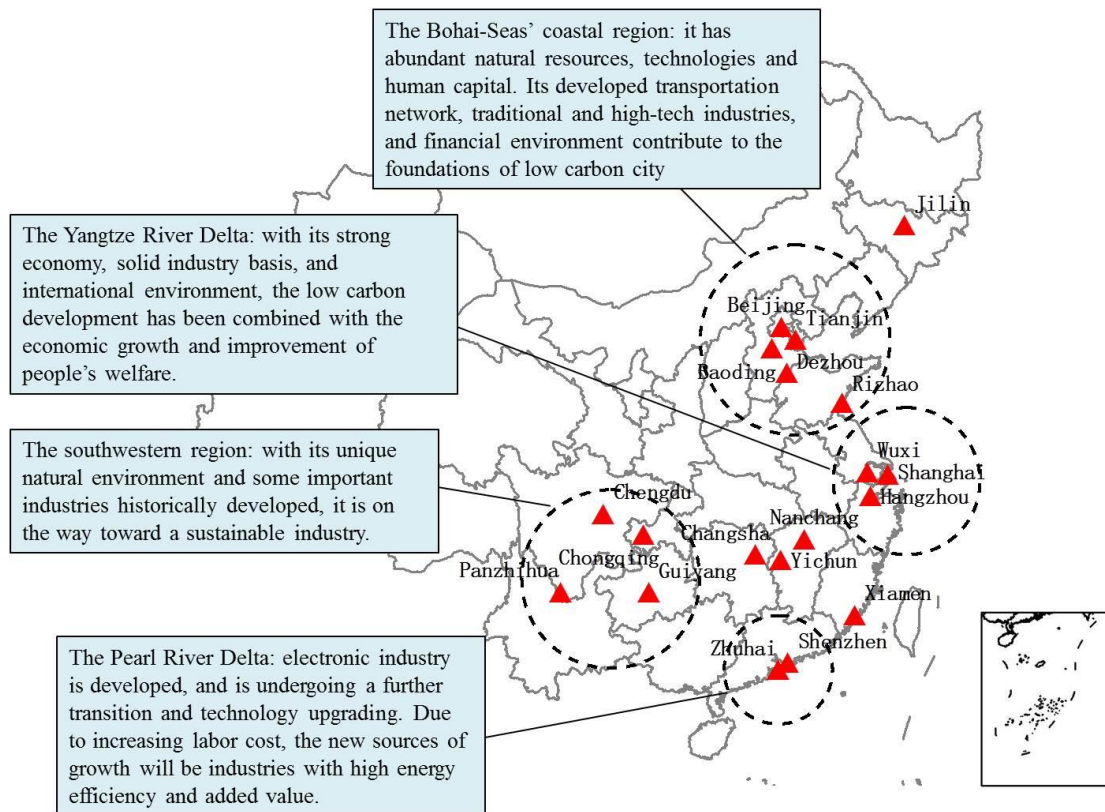 The Bohai-Seas’ coastal region: it has
abundant natural resources, technologies and
human capital. Its developed transportation
network, traditional and high-tech industries,
and financial environment contribute to the
foundations of low carbon city
Jilin
The Yangtze River Delta: with its strong
economy, solid industry basis, and
international environment, the low carbon
development has been combined with the
economic growth and improvement of
people’s welfare.
Beijing
Tianjin
Baoding
Dezhou
Rizhao
The southwestern region: with its unique
natural environment and some important
industries historically developed, it is on
the way toward a sustainable industry.
Wuxi
Shanghai
Hangzhou
Chengdu
Chongqing
Panzhihua
Guiyang
Changsha
Nanchang
Yichun
Xiamen
Zhuhai
Shenzhen
The Pearl River Delta: electronic industry
is developed, and is undergoing a further
transition and technology upgrading. Due
to increasing labor cost, the new sources of
growth will be industries with high energy
efficiency and added value.